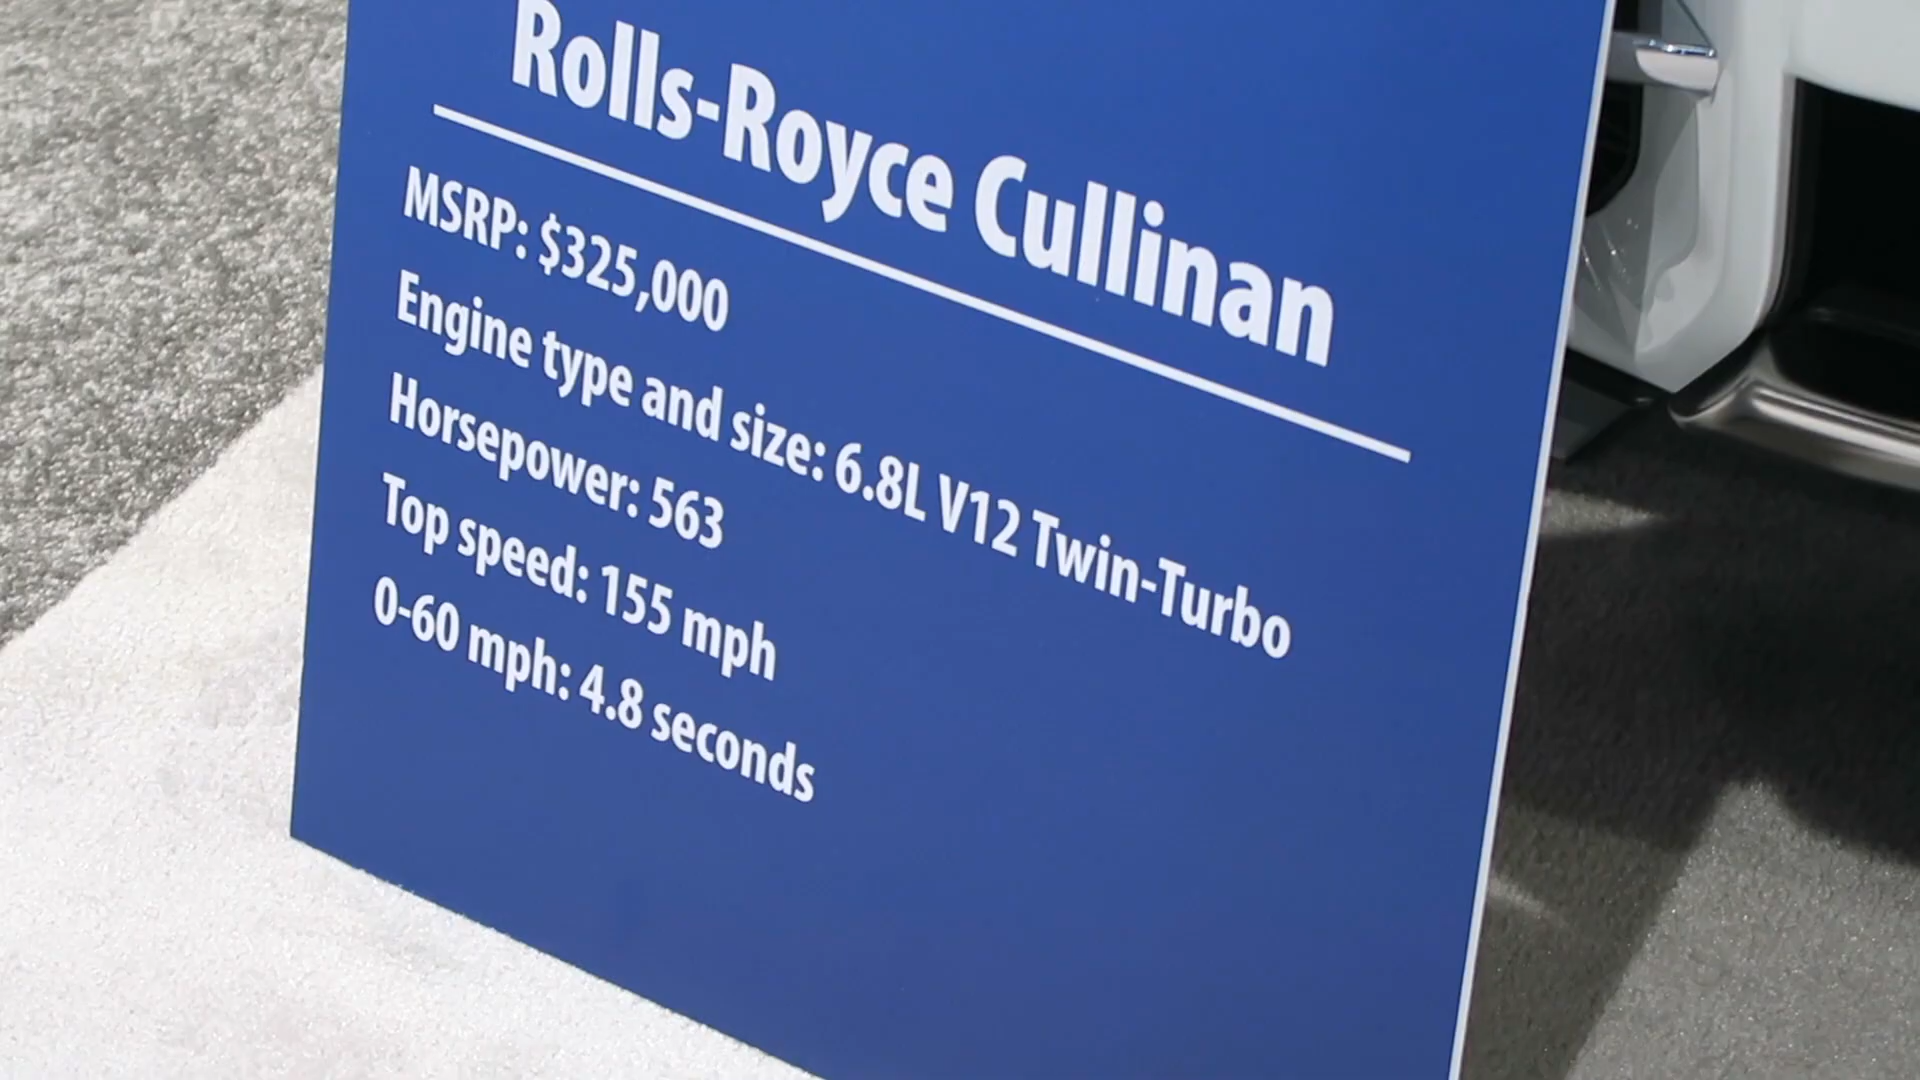 Rolls-Royce Cullinan
MSRP: $325,000
Engine type and size: 6.8L V12 Twin-Turbo
Horsepower: 563
Top speed: 155 mph
0-60 mph: 4.8 seconds